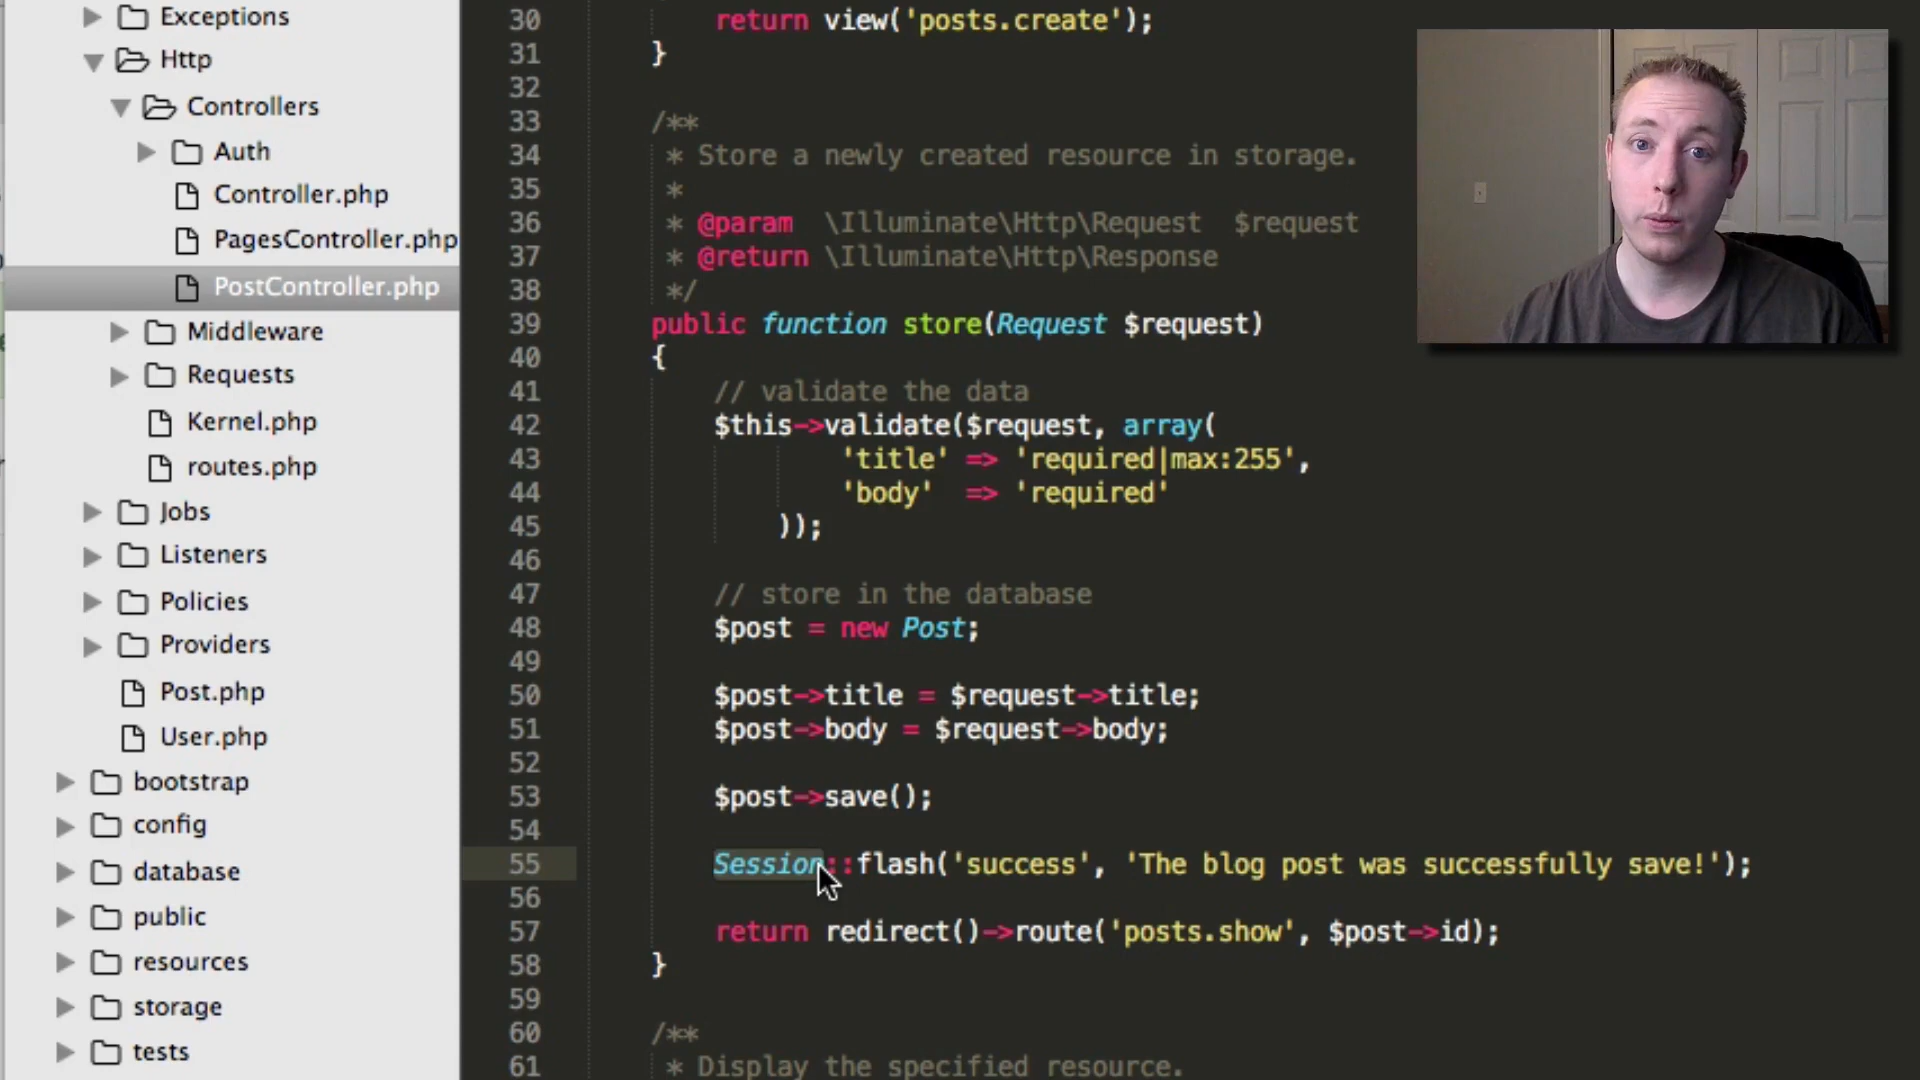 Exceptions
Http
Controllers
Auth
Controller.php
PagesController.php
PostController.php
Middleware
Requests
Kernel.php
routes.php
Jobs
Listeners
Policies
Providers
Post.php
User.php
bootstrap
config
database
public
resources
storage
tests
30 return view('posts.create');
31 }
32
33 /**
34 * Store a newly created resource in storage.
35 *
36 * @param \Illuminate\Http\Request $request
37 * @return \Illuminate\Http\Response
38 */
39 public function store(Request $request)
40 {
41 // validate the data
42 $this->validate($request, array(
43 'title' => 'required|max:255',
44 'body' => 'required'
45 ));
46
47 // store in the database
48 $post = new Post;
49
50 $post->title = $request->title;
51 $post->body = $request->body;
52
53 $post->save();
54
55 Session::flash('success', 'The blog post was successfully save!');
56
57 return redirect()->route('posts.show', $post->id);
58 }
59
60 /**
61 * Display the specified resource.